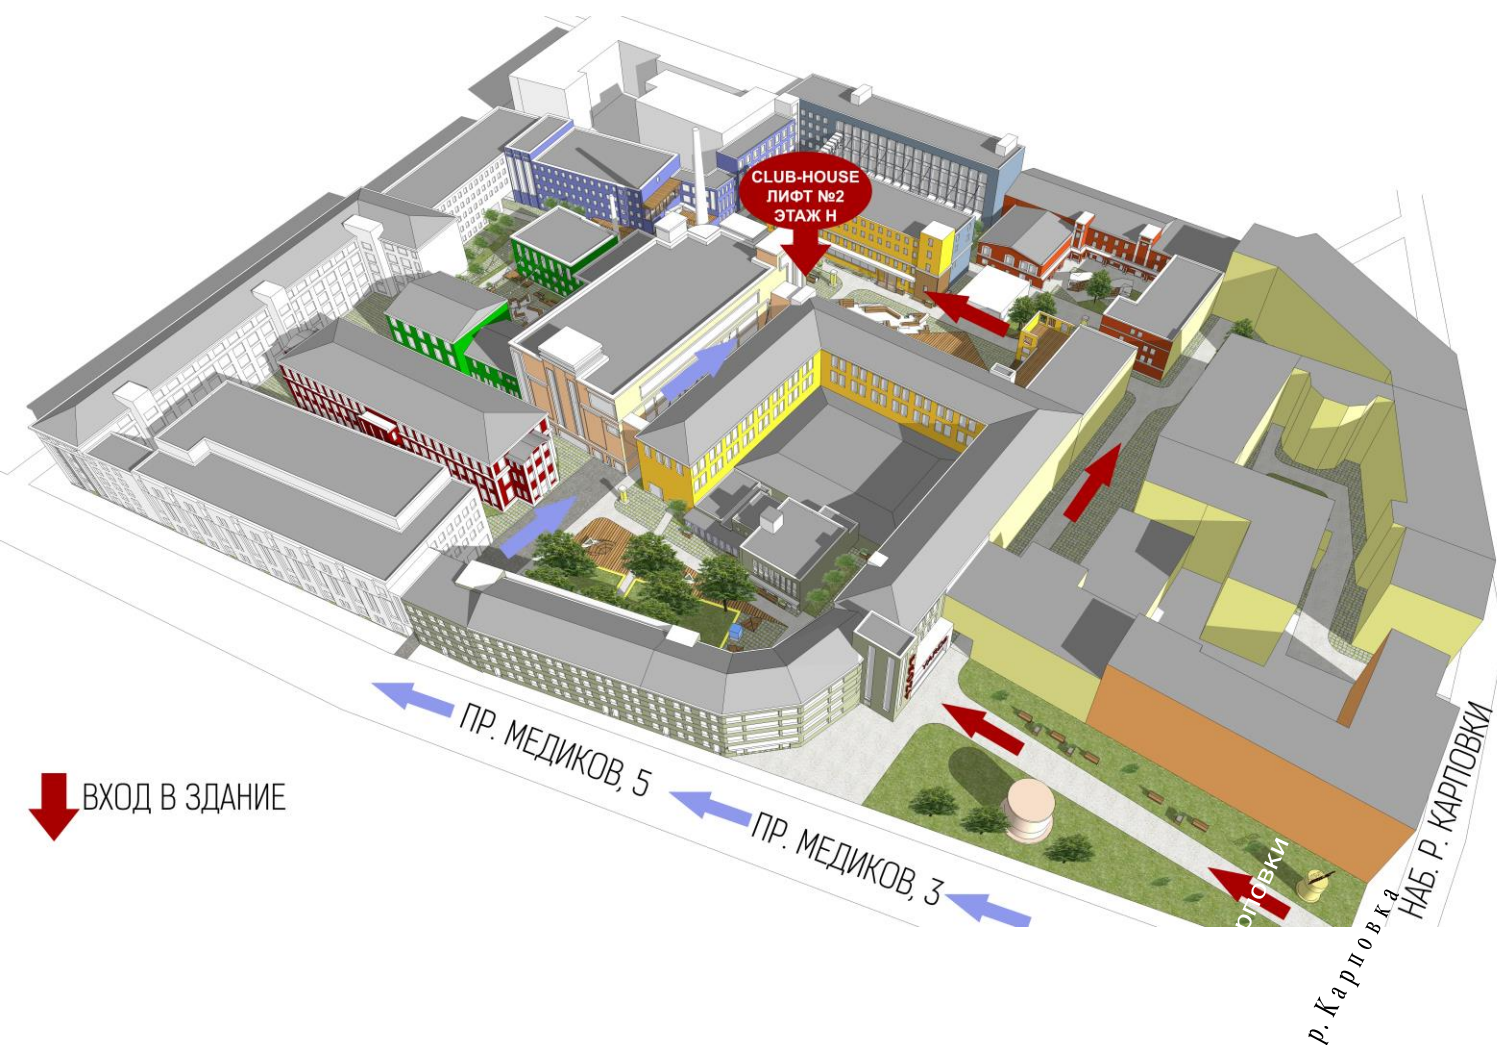 CLUB-HOUSE
ЛИФТ №2
ЭТАЖ Н
ВХОД В ЗДАНИЕ
ПР. МЕДИКОВ, 5
ПР. МЕДИКОВ, 3
НАБ. Р. КАРПОВКИ
р. Карповка